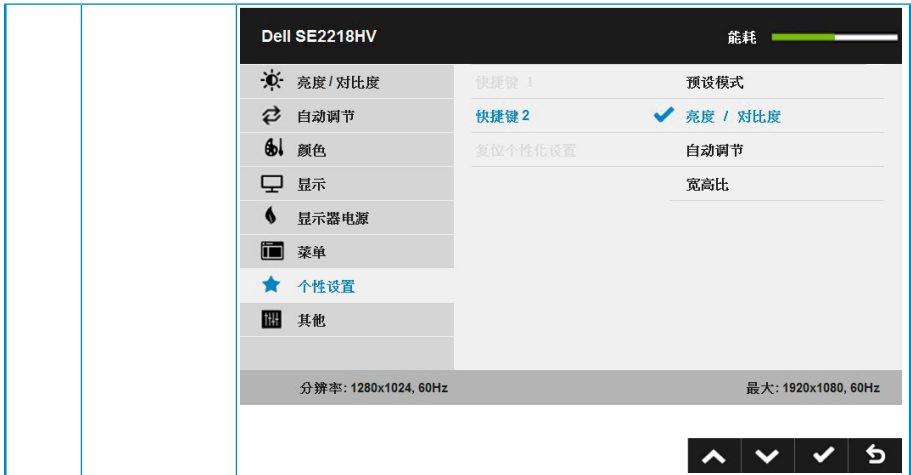 Dell SE2218HV 能耗
亮度 / 对比度 快捷键 1 预设模式
自动调节 快捷键 2 亮度 / 对比度
颜色 复位个性化设置 自动调节
显示 宽高比
显示器电源
菜单
个性设置
其他
分辨率: 1280x1024, 60Hz 最大: 1920x1080, 60Hz